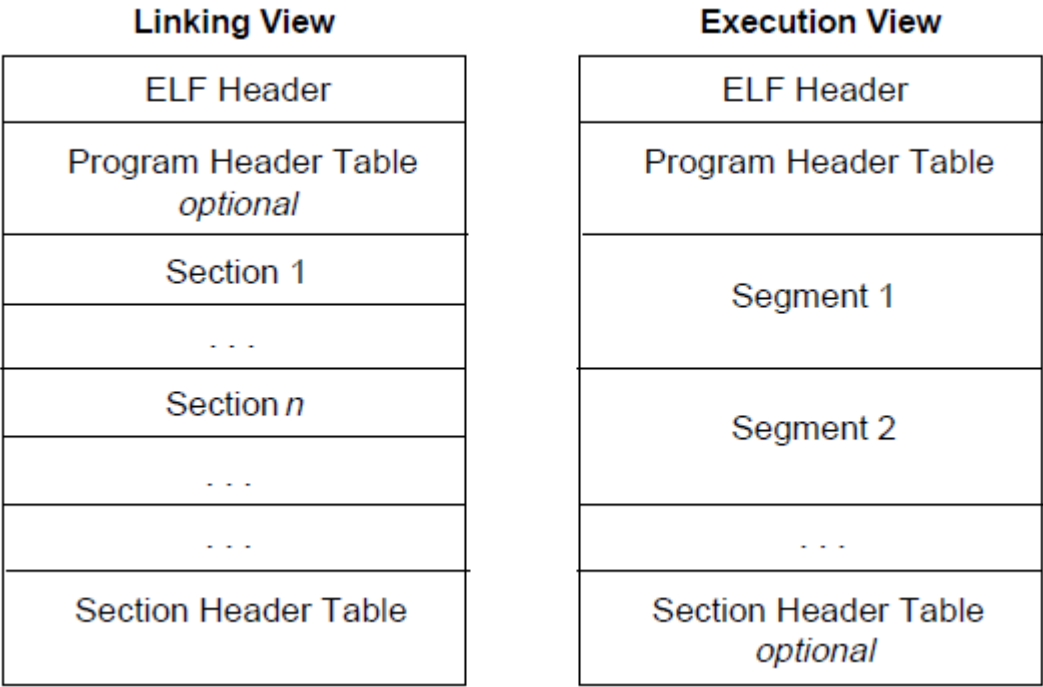 Linking View
ELF Header
Program Header Table
optional
Section 1
. . .
Section n
. . .
. . .
Section Header Table
Execution View
ELF Header
Program Header Table
Segment 1
Segment 2
. . .
Section Header Table
optional